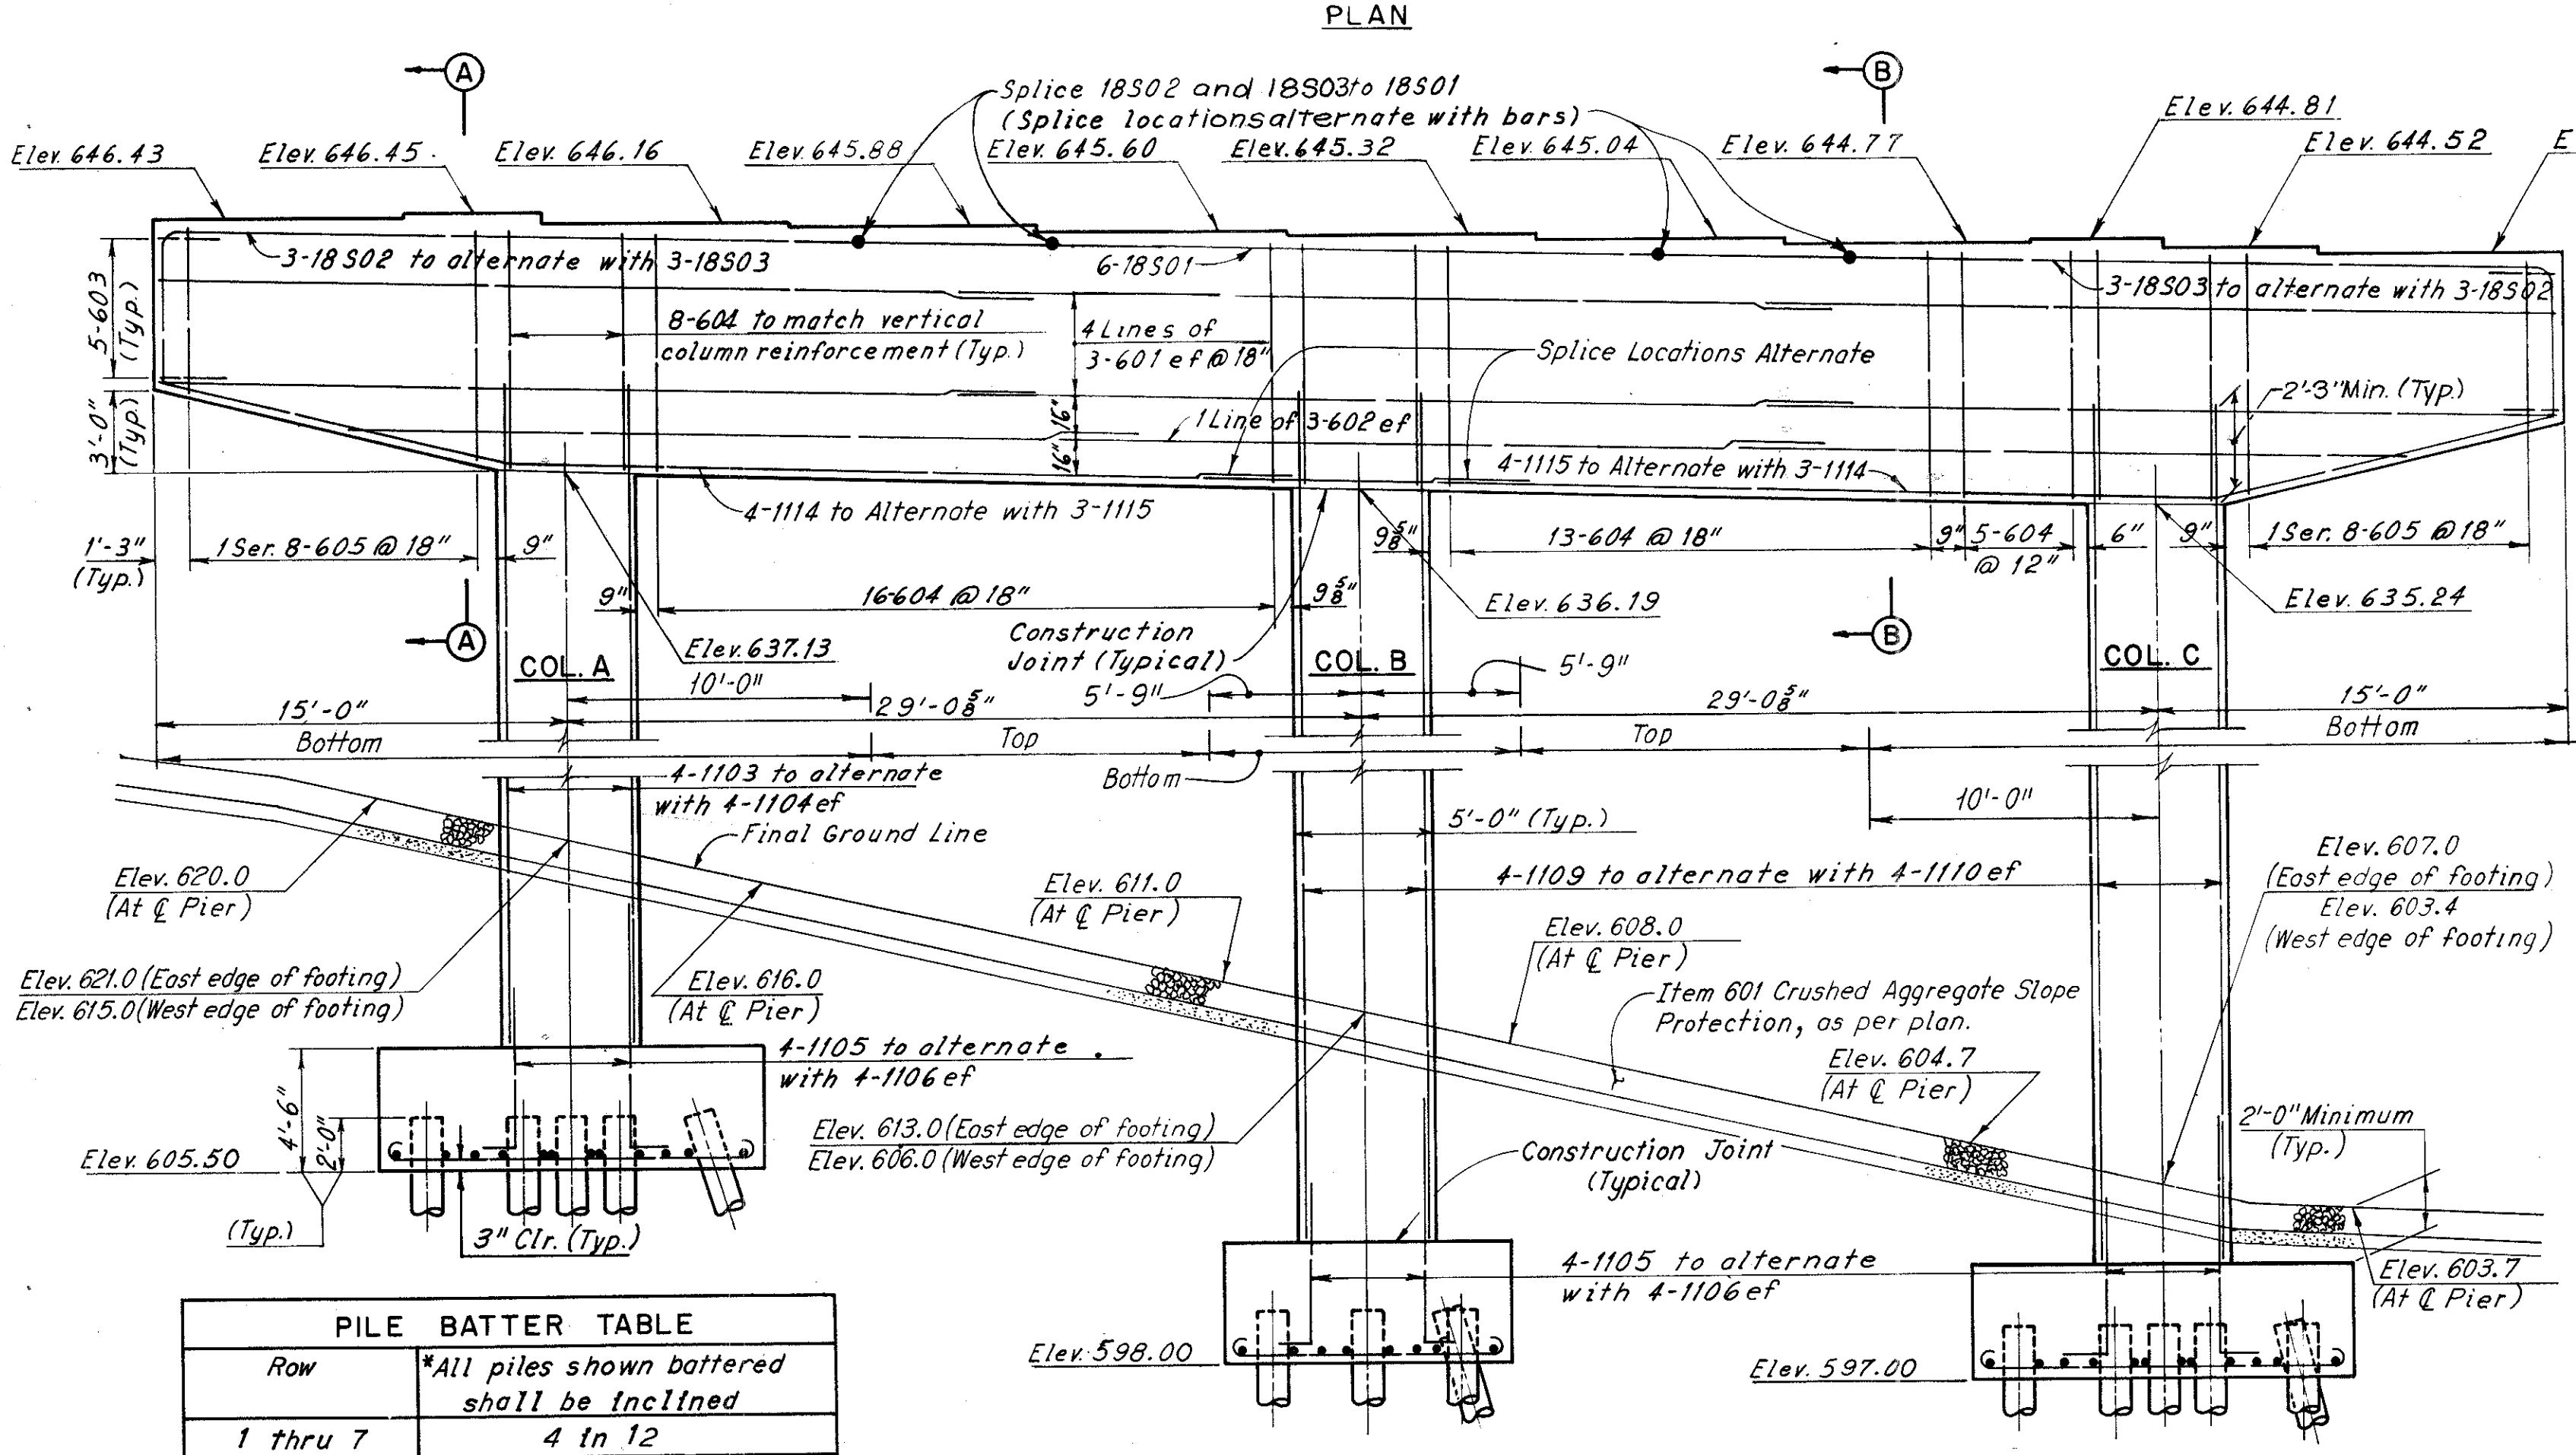 PLAN
A
B
Splice 18S02 and 18S03 to 18S01
(Splice locations alternate with bars)
Elev. 644.81
Elev. 646.43
Elev. 646.45
Elev. 646.16
Elev. 645.88
Elev. 645.60
Elev. 645.32
Elev. 645.04
Elev. 644.77
Elev. 644.52
E
3-18S02 to alternate with 3-18S03
6-18S01
3-18S03 to alternate with 3-18S02
5-603
(Typ.)
8-604 to match vertical
column reinforcement (Typ.)
4 Lines of
3-601 ef @ 18"
Splice Locations Alternate
3'-0"
(Typ.)
16"
16"
1 Line of 3-602 ef
2'-3" Min. (Typ.)
4-1115 to Alternate with 3-1114
4-1114 to Alternate with 3-1115
1'-3"
(Typ.)
1 Ser. 8-605 @ 18"
9"
9 5/8"
13-604 @ 18"
9"
5-604
@ 12"
6"
9"
1 Ser. 8-605 @ 18"
9"
16-604 @ 18"
9 5/8"
Elev. 636.19
Elev. 635.24
A
B
Elev. 637.13
Construction
Joint (Typical)
COL. A
COL. B
COL. C
10'-0"
5'-9"
5'-9"
15'-0"
29'-0 5/8"
29'-0 5/8"
15'-0"
Bottom
Top
Top
Bottom
Bottom
4-1103 to alternate
with 4-1104 ef
10'-0"
5'-0" (Typ.)
Final Ground Line
Elev. 620.0
(At ℄ Pier)
Elev. 611.0
(At ℄ Pier)
4-1109 to alternate with 4-1110 ef
Elev. 607.0
(East edge of footing)
Elev. 603.4
(West edge of footing)
Elev. 608.0
(At ℄ Pier)
Elev. 621.0 (East edge of footing)
Elev. 615.0 (West edge of footing)
Elev. 616.0
(At ℄ Pier)
Item 601 Crushed Aggregate Slope
Protection, as per plan.
4-1105 to alternate
with 4-1106 ef
Elev. 604.7
(At ℄ Pier)
4'-6"
2'-0"
Elev. 613.0 (East edge of footing)
Elev. 606.0 (West edge of footing)
2'-0" Minimum
(Typ.)
Elev. 605.50
Construction Joint
(Typical)
(Typ.)
3" Clr. (Typ.)
4-1105 to alternate
with 4-1106 ef
Elev. 603.7
(At ℄ Pier)
Elev. 598.00
Elev. 597.00
PILE BATTER TABLE
Row
*All piles shown battered
shall be inclined
1 thru 7
4 in 12